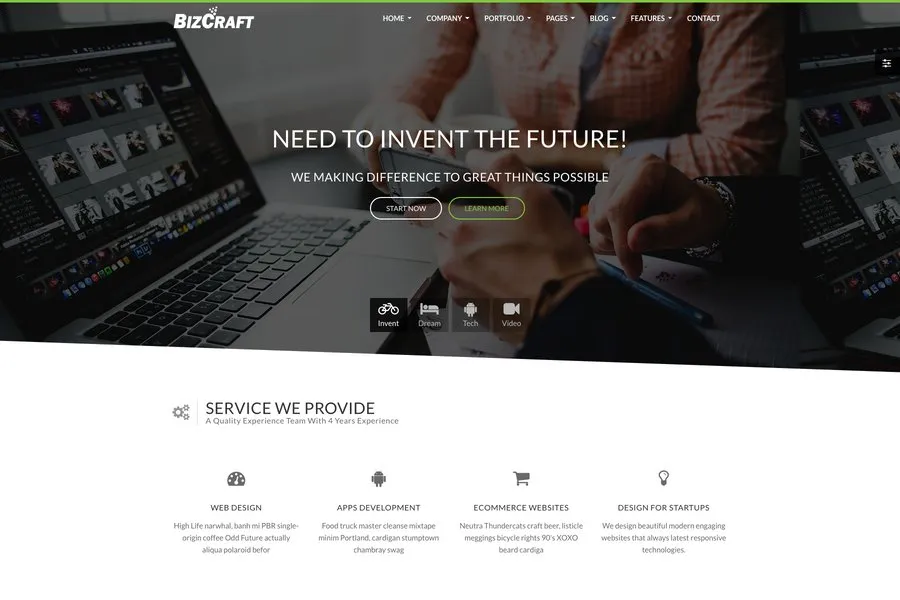 BizCraft
HOME COMPANY PORTFOLIO PAGES BLOG FEATURES CONTACT
NEED TO INVENT THE FUTURE!
WE MAKING DIFFERENCE TO GREAT THINGS POSSIBLE
START NOW LEARN MORE
Invent Dream Tech Video
SERVICE WE PROVIDE
A Quality Experience Team With 4 Years Experience
WEB DESIGN
High Life narwhal, banh mi PBR single-
origin coffee Odd Future actually
aliqua polaroid befor
APPS DEVELOPMENT
Food truck master cleanse mixtape
minim Portland, cardigan stumptown
chambray swag
ECOMMERCE WEBSITES
Neutra Thundercats craft beer, listicle
meggings bicycle rights 90's XOXO
beard cardiga
DESIGN FOR STARTUPS
We design beautiful modern engaging
websites that always latest responsive
technologies.